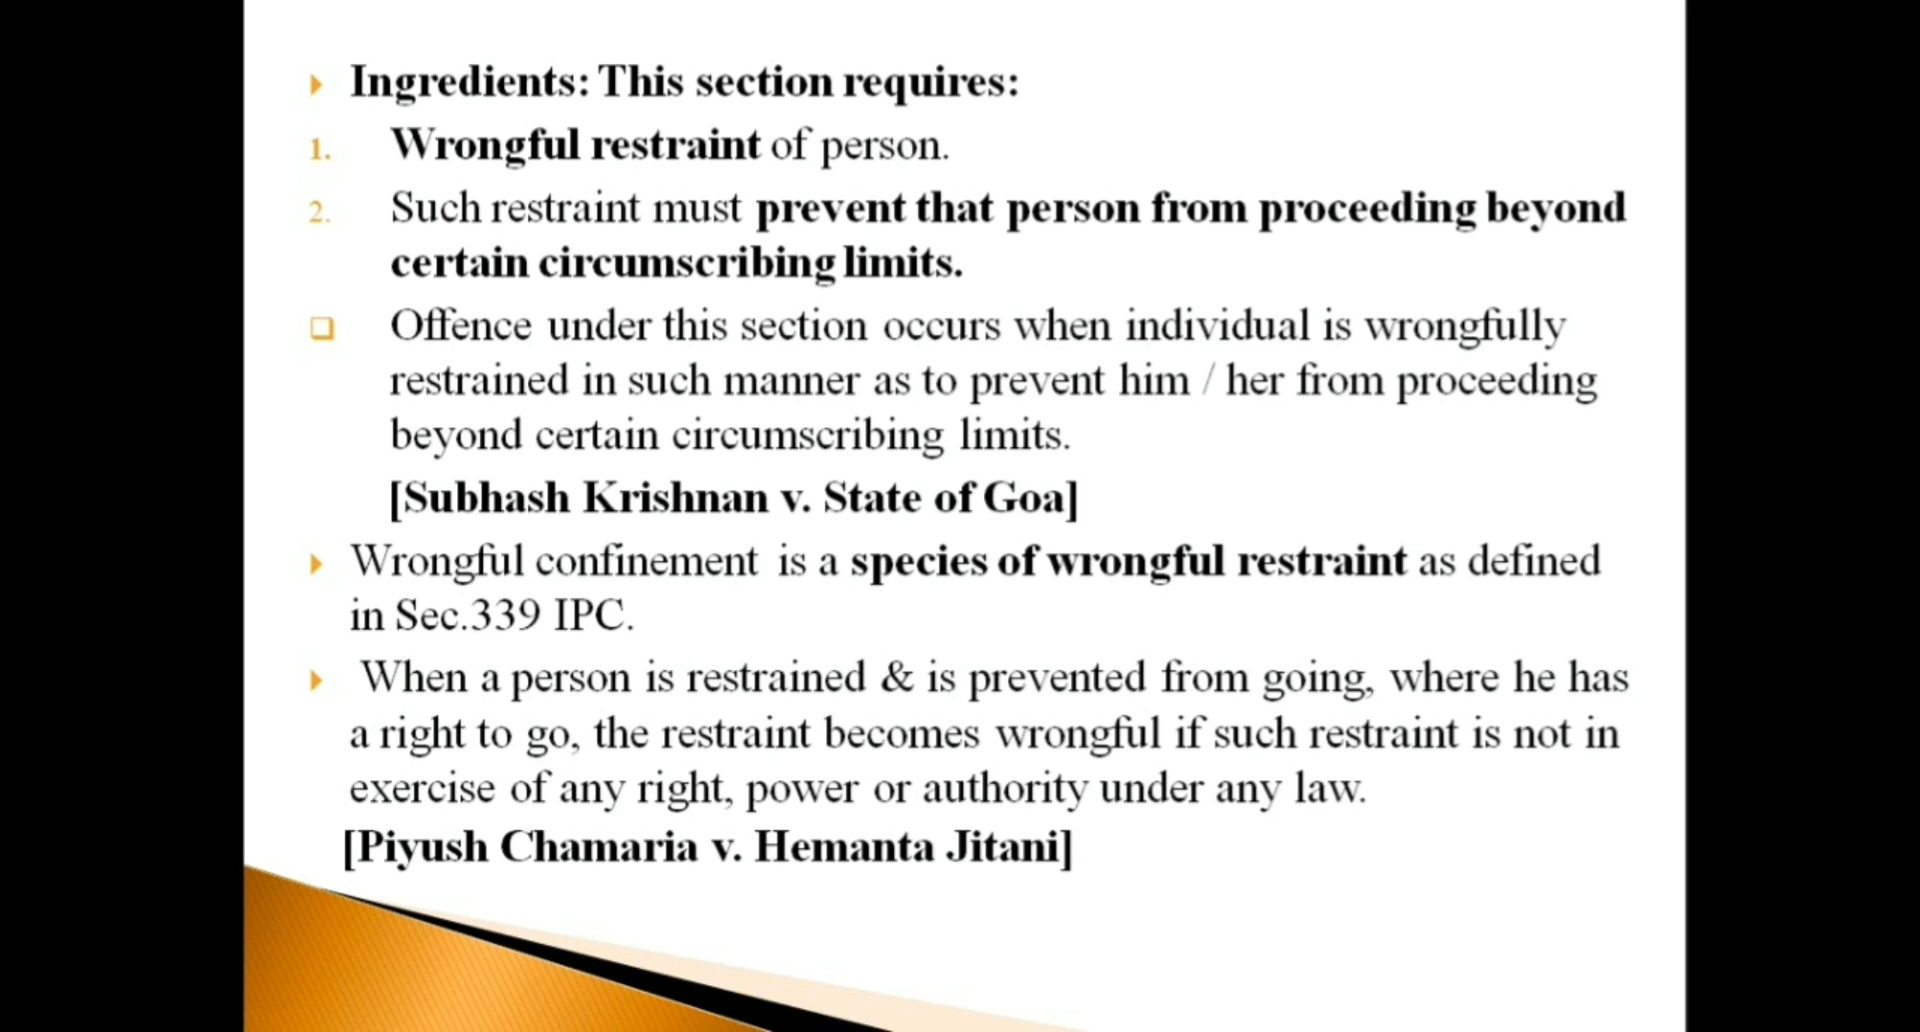 Ingredients: This section requires:
1. Wrongful restraint of person.
2. Such restraint must prevent that person from proceeding beyond
certain circumscribing limits.
Offence under this section occurs when individual is wrongfully
restrained in such manner as to prevent him / her from proceeding
beyond certain circumscribing limits.
[Subhash Krishnan v. State of Goa]
Wrongful confinement is a species of wrongful restraint as defined
in Sec.339 IPC.
When a person is restrained & is prevented from going, where he has
a right to go, the restraint becomes wrongful if such restraint is not in
exercise of any right, power or authority under any law.
[Piyush Chamaria v. Hemanta Jitani]